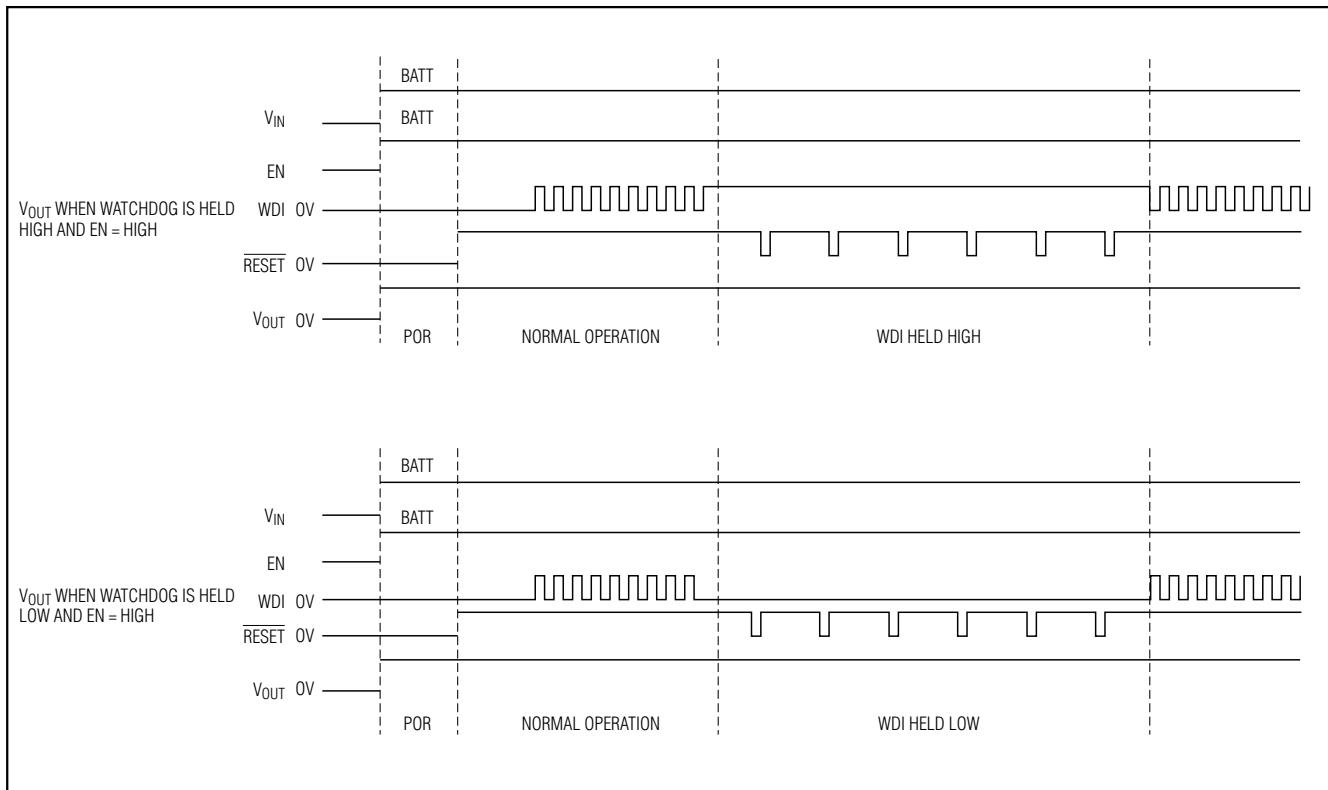 BATT
VIN BATT
EN
VOUT WHEN WATCHDOG IS HELD
HIGH AND EN = HIGH
WDI 0V
RESET 0V
VOUT 0V
POR NORMAL OPERATION WDI HELD HIGH
BATT
VIN BATT
EN
VOUT WHEN WATCHDOG IS HELD
LOW AND EN = HIGH
WDI 0V
RESET 0V
VOUT 0V
POR NORMAL OPERATION WDI HELD LOW